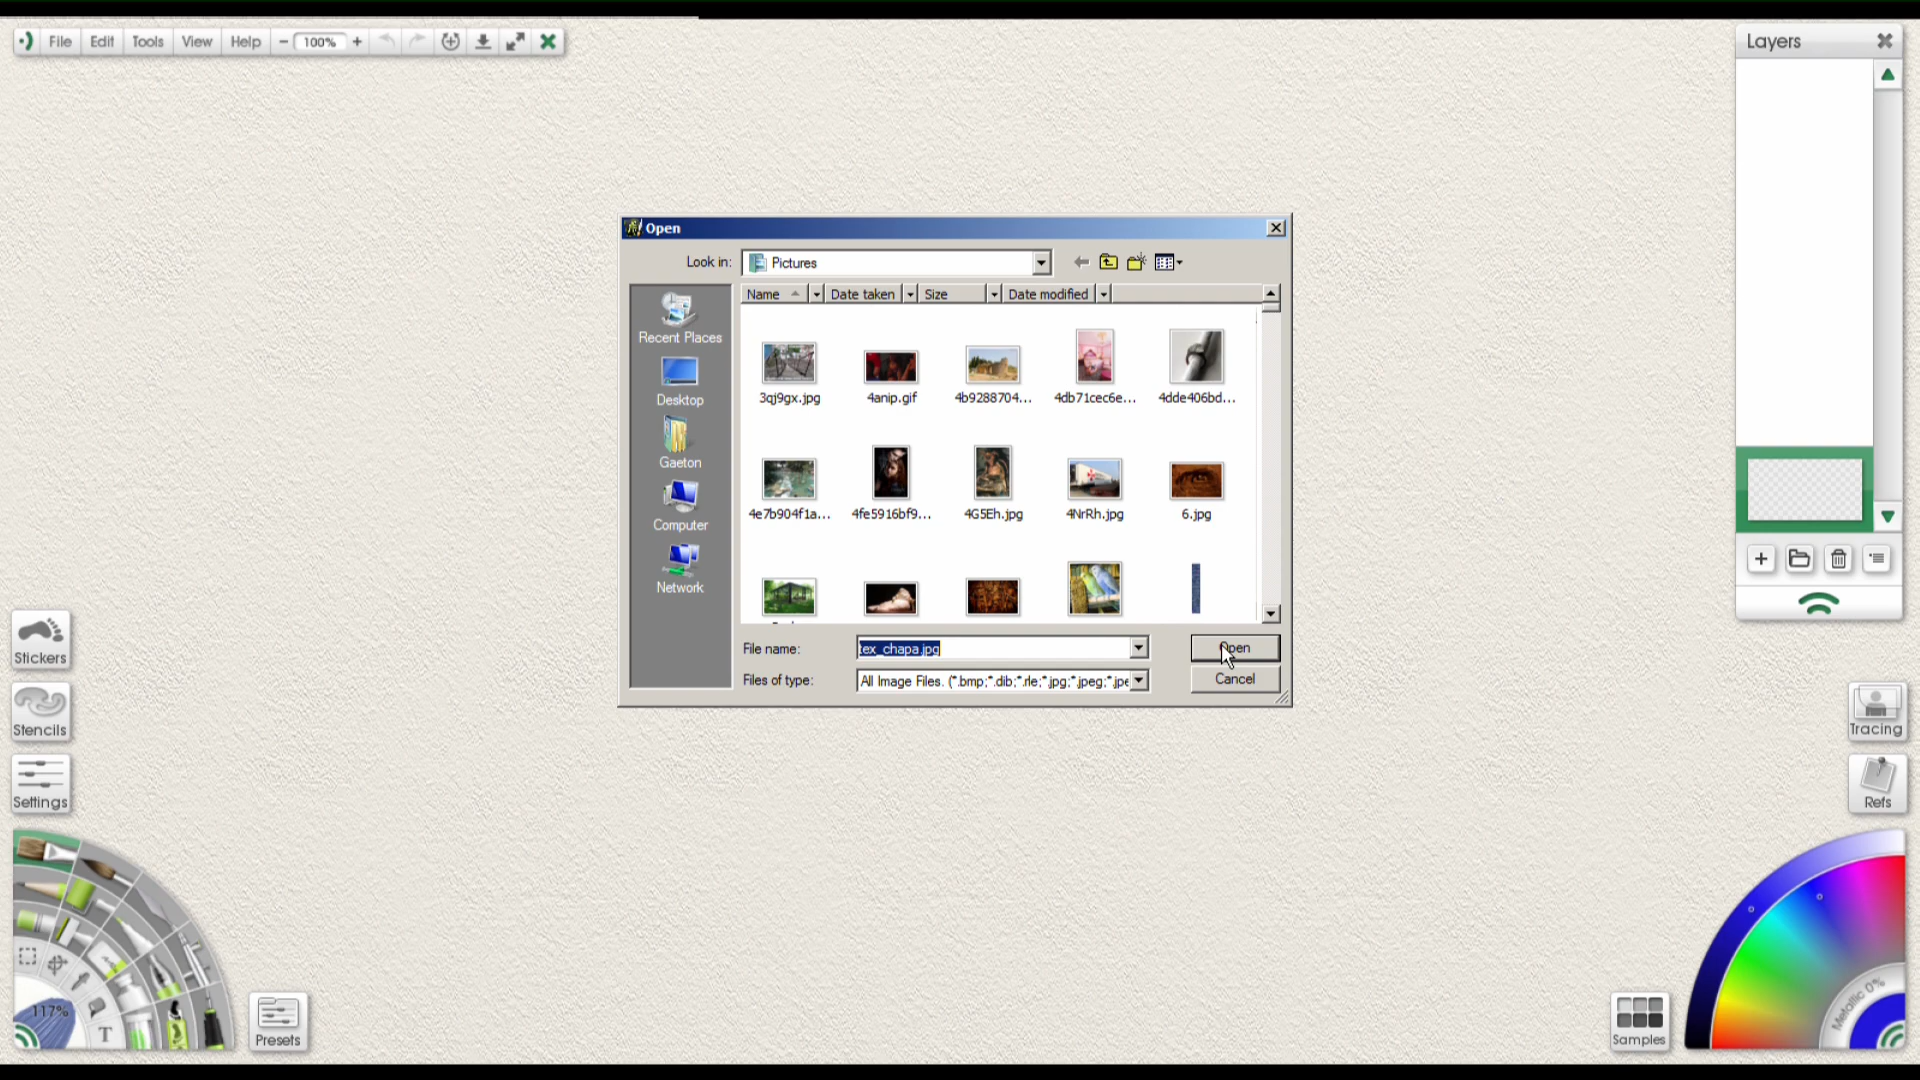 File Edit Tools View Help 100%
Layers
Open
Look in: Pictures
Name Date taken Size Date modified
Recent Places
Desktop
Gaeton
Computer
Network
3qj9gx.jpg 4anip.gif 4b9288704... 4db71cec6e... 4dde406bd...
4e7b904f1a... 4fe5916bf9... 4G5Eh.jpg 4NrRh.jpg 6.jpg
File name: tex_chapa.jpg Open
Files of type: All Image Files. (*.bmp;*.dib;*.rle;*.jpg;*.jpeg;*.jpe Cancel
Stickers
Stencils
Settings
Tracing
Refs
117%
T
Presets
Metallic 0%
Samples